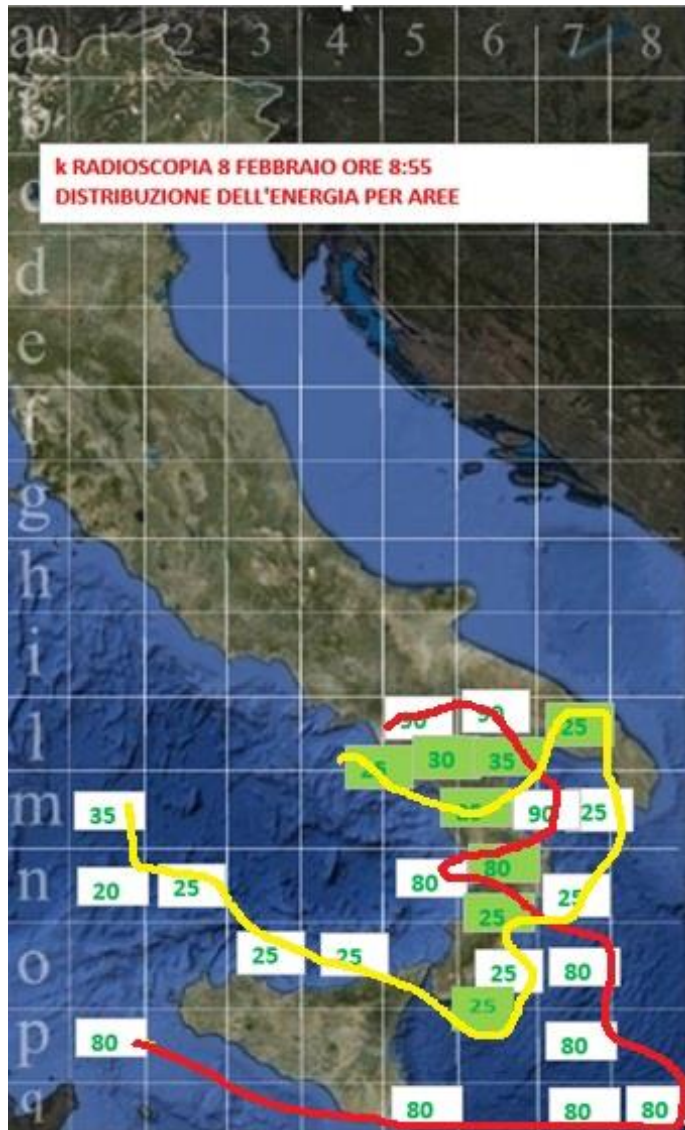 a0 1 2 3 4 5 6 7 8
b
k RADIOSCOPIA 8 FEBBRAIO ORE 8:55
c
DISTRIBUZIONE DELL'ENERGIA PER AREE
d
e
f
g
h
i
90 90 25
l
25 30 35
m 35 90 25
80
n 20 25 80 25
25
o 25 25 25 80
25
p 80 80
q 80 80 80